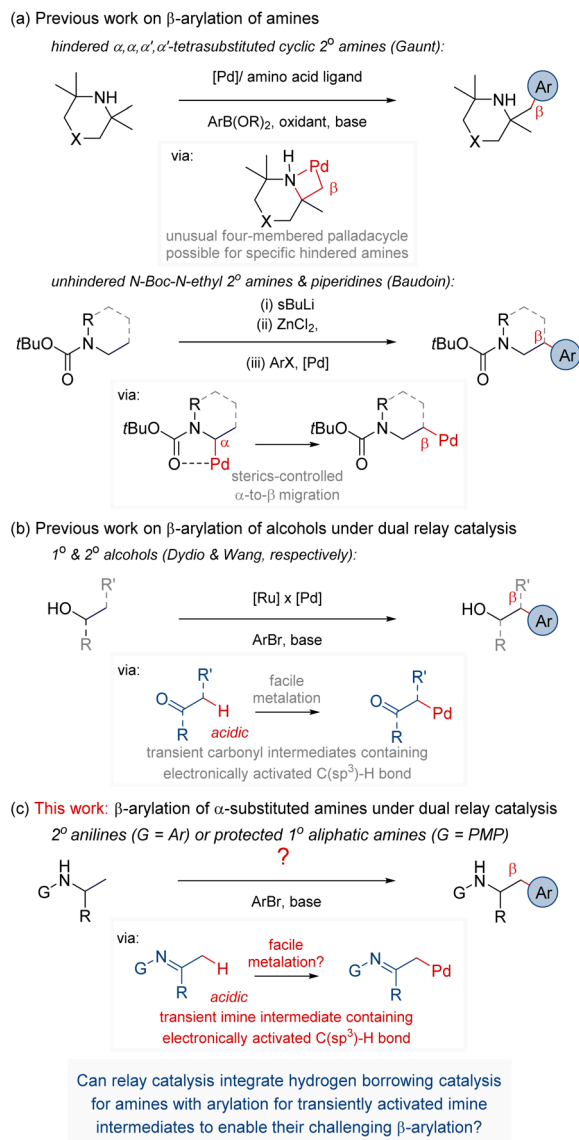 (a) Previous work on β-arylation of amines
hindered α,α,α',α'-tetrasubstituted cyclic 2º amines (Gaunt):
NH
X
[Pd]/ amino acid ligand
ArB(OR)2, oxidant, base
NH
Ar
β
X
via:
H
N
Pd
β
X
unusual four-membered palladacycle
possible for specific hindered amines
unhindered N-Boc-N-ethyl 2º amines & piperidines (Baudoin):
R
tBuO
N
O
(i) sBuLi
(ii) ZnCl2,
(iii) ArX, [Pd]
R
tBuO
N
O
β
Ar
via:
R
tBuO
N
O
α
Pd
R
tBuO
N
O
β
Pd
sterics-controlled
α-to-β migration
(b) Previous work on β-arylation of alcohols under dual relay catalysis
1º & 2º alcohols (Dydio & Wang, respectively):
R'
HO
R
[Ru] x [Pd]
ArBr, base
R'
β
HO
Ar
R
via:
R'
O
H
R
acidic
facile
metalation
R'
O
Pd
R
transient carbonyl intermediates containing
electronically activated C(sp3)-H bond
(c) This work: β-arylation of α-substituted amines under dual relay catalysis
2º anilines (G = Ar) or protected 1º aliphatic amines (G = PMP)
H
G
N
R
?
ArBr, base
H
G
N
β
Ar
R
via:
G
N
H
R
acidic
facile
metalation?
G
N
Pd
R
transient imine intermediate containing
electronically activated C(sp3)-H bond
Can relay catalysis integrate hydrogen borrowing catalysis
for amines with arylation for transiently activated imine
intermediates to enable their challenging β-arylation?